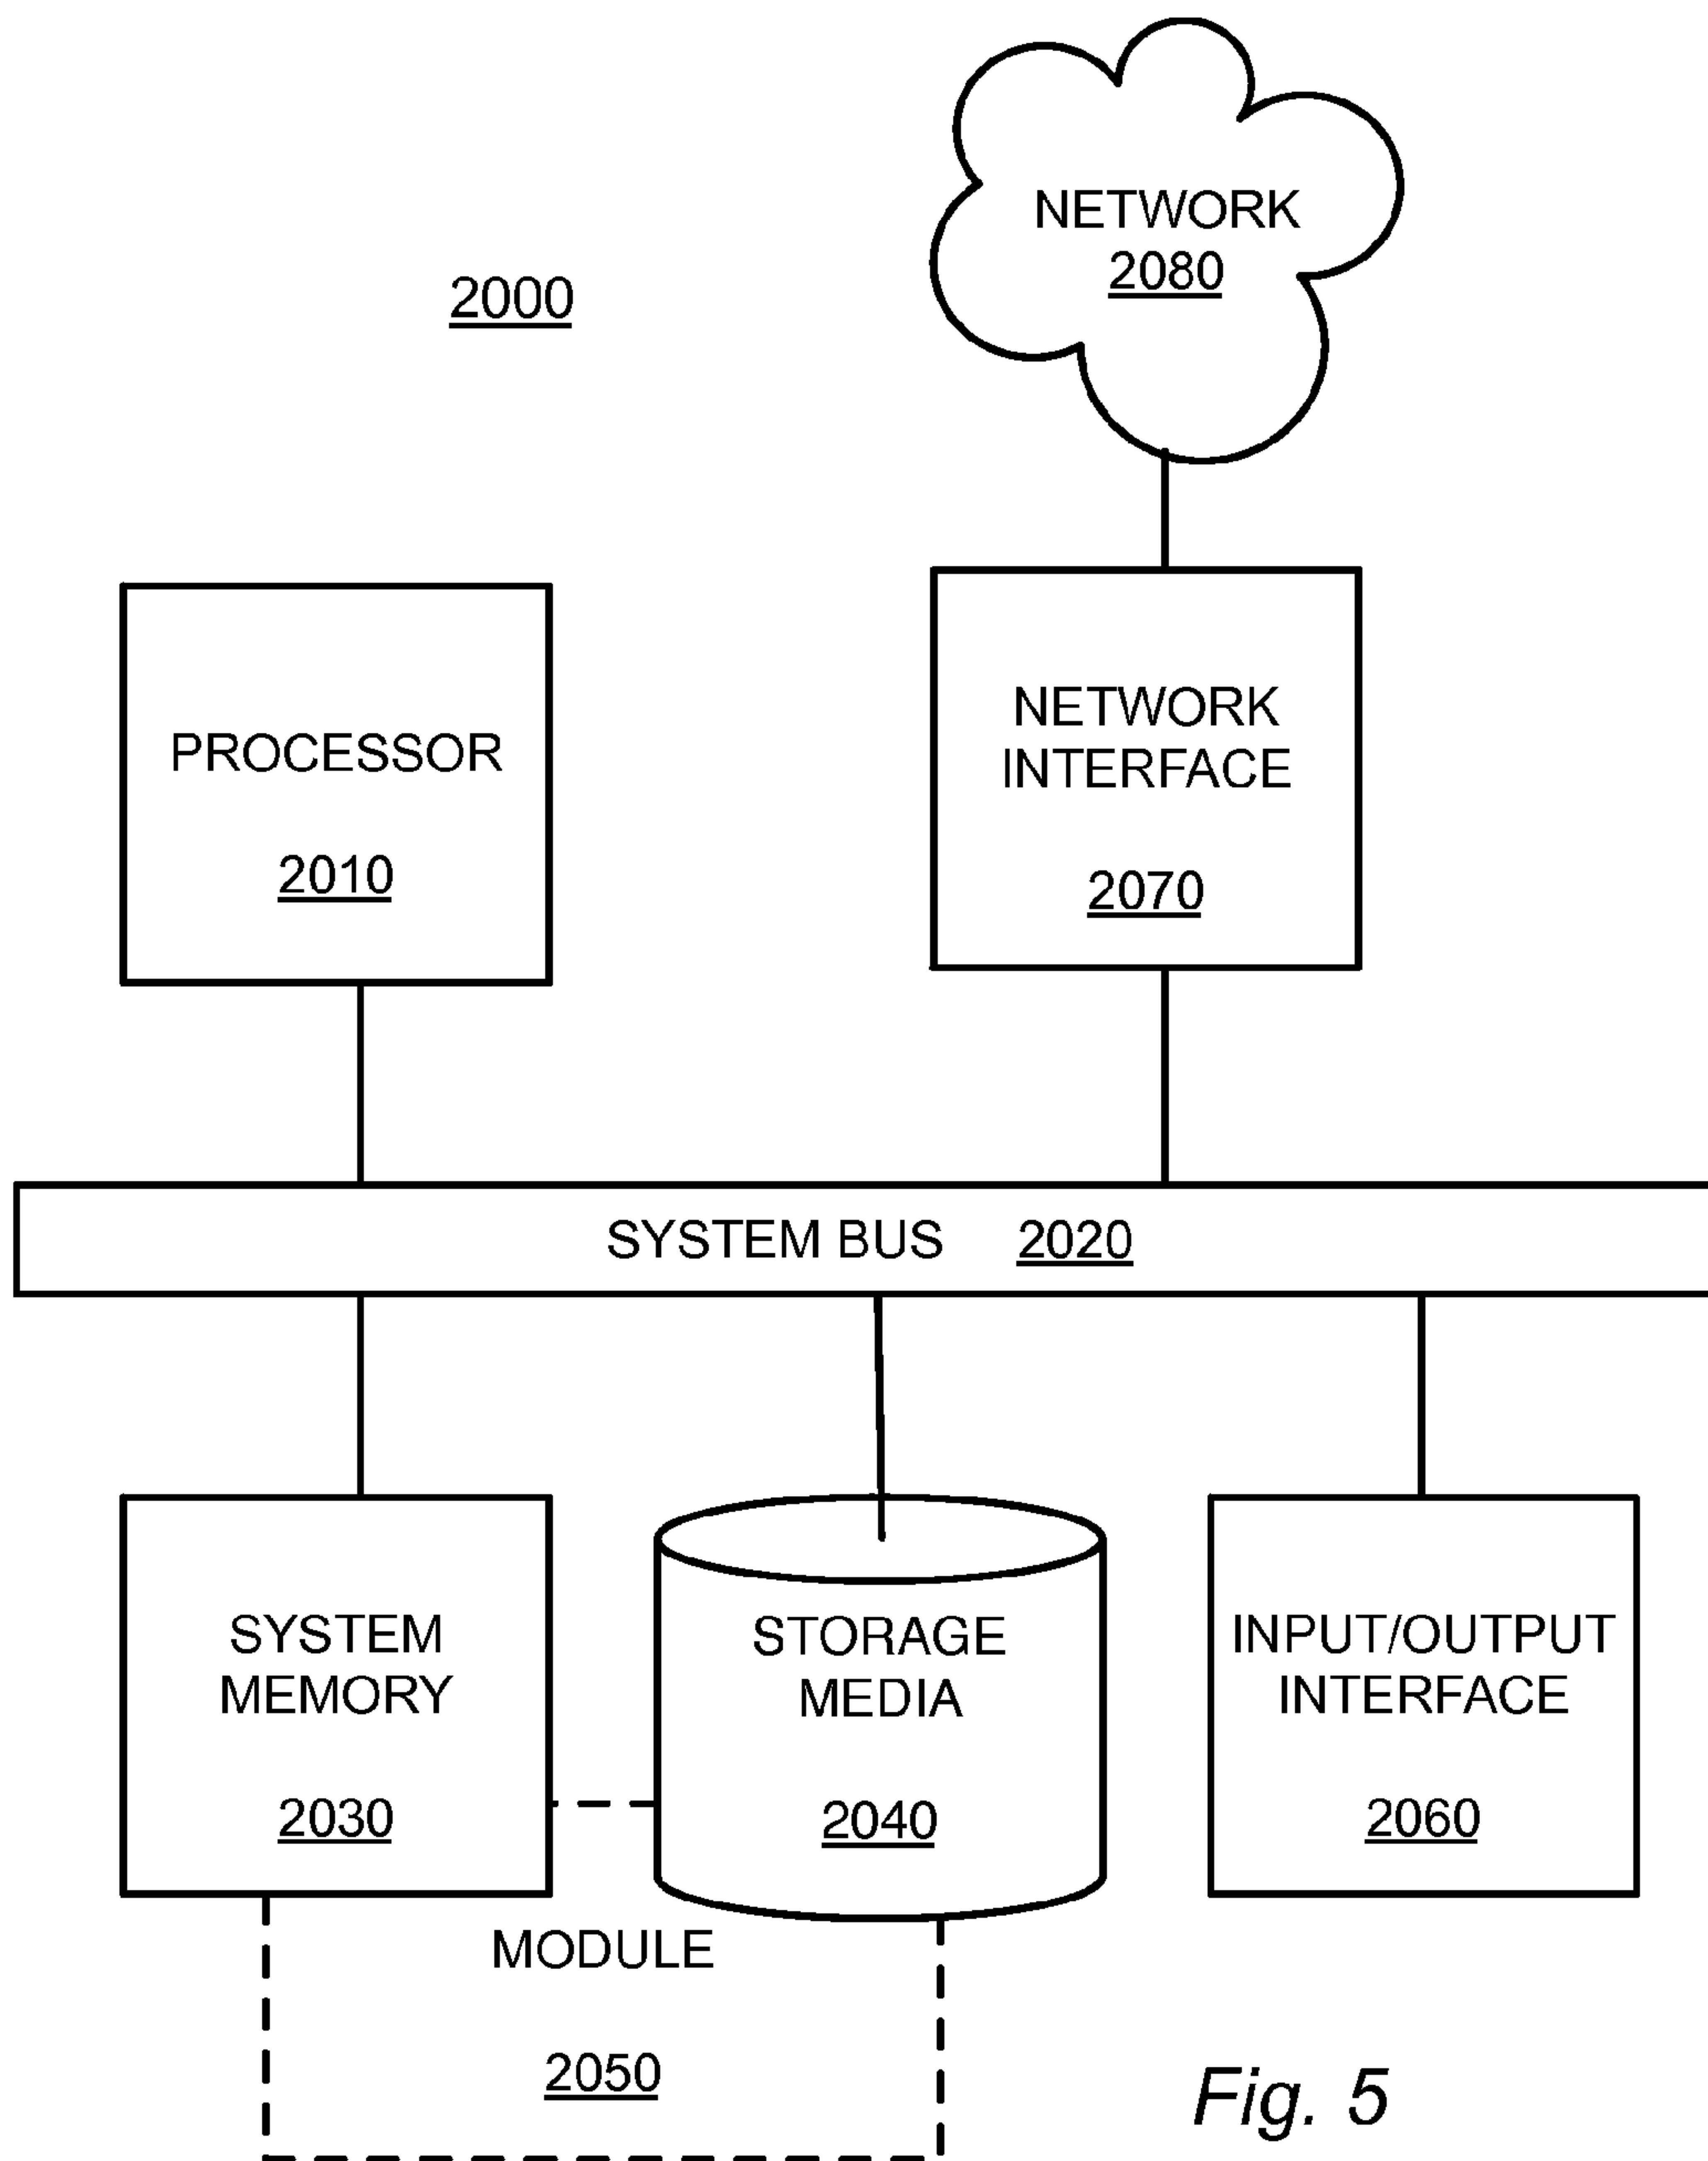 NETWORK
2080
2000
PROCESSOR
2010
NETWORK
INTERFACE
2070
SYSTEM BUS 2020
SYSTEM
MEMORY
2030
STORAGE
MEDIA
2040
INPUT/OUTPUT
INTERFACE
2060
MODULE
2050
Fig. 5